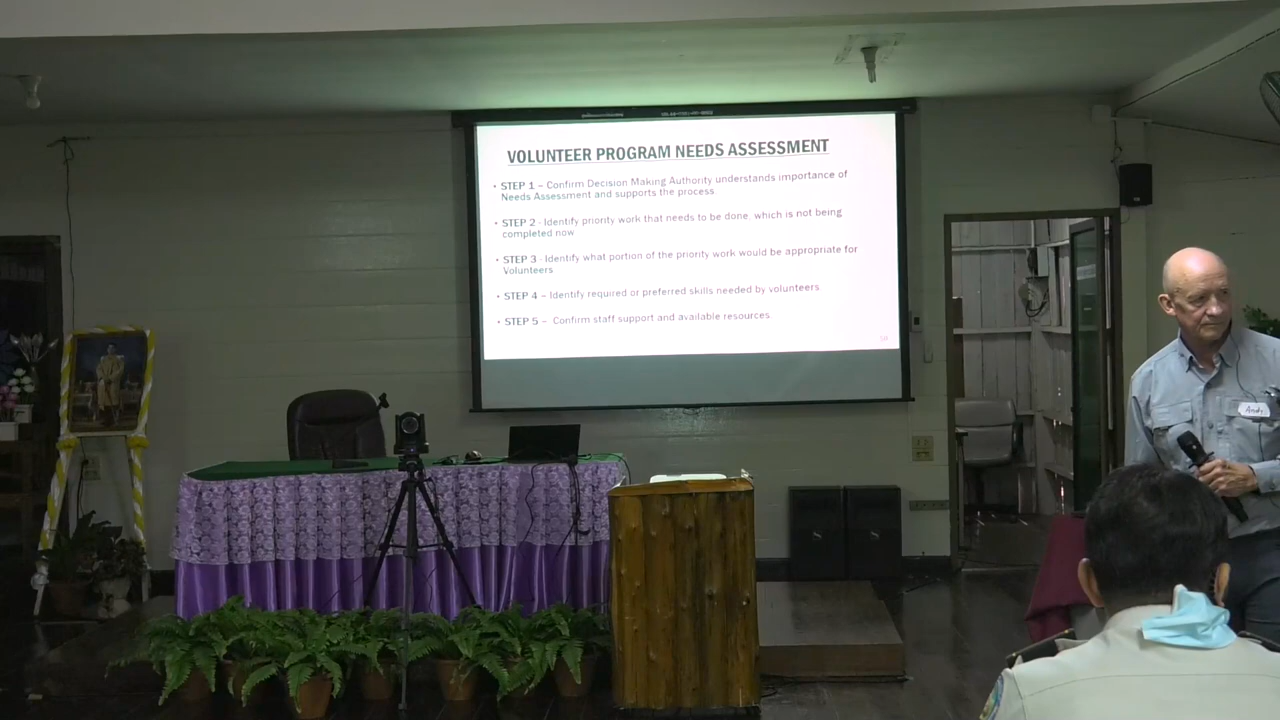 VOLUNTEER PROGRAM NEEDS ASSESSMENT
• STEP 1 – Confirm Decision Making Authority understands importance of
Needs Assessment and supports the process
• STEP 2 - Identify priority work that needs to be done, which is not being
completed now
• STEP 3 - Identify what portion of the priority work would be appropriate for
Volunteers
• STEP 4 – Identify required or preferred skills needed by volunteers
• STEP 5 – Confirm staff support and available resources
Andy